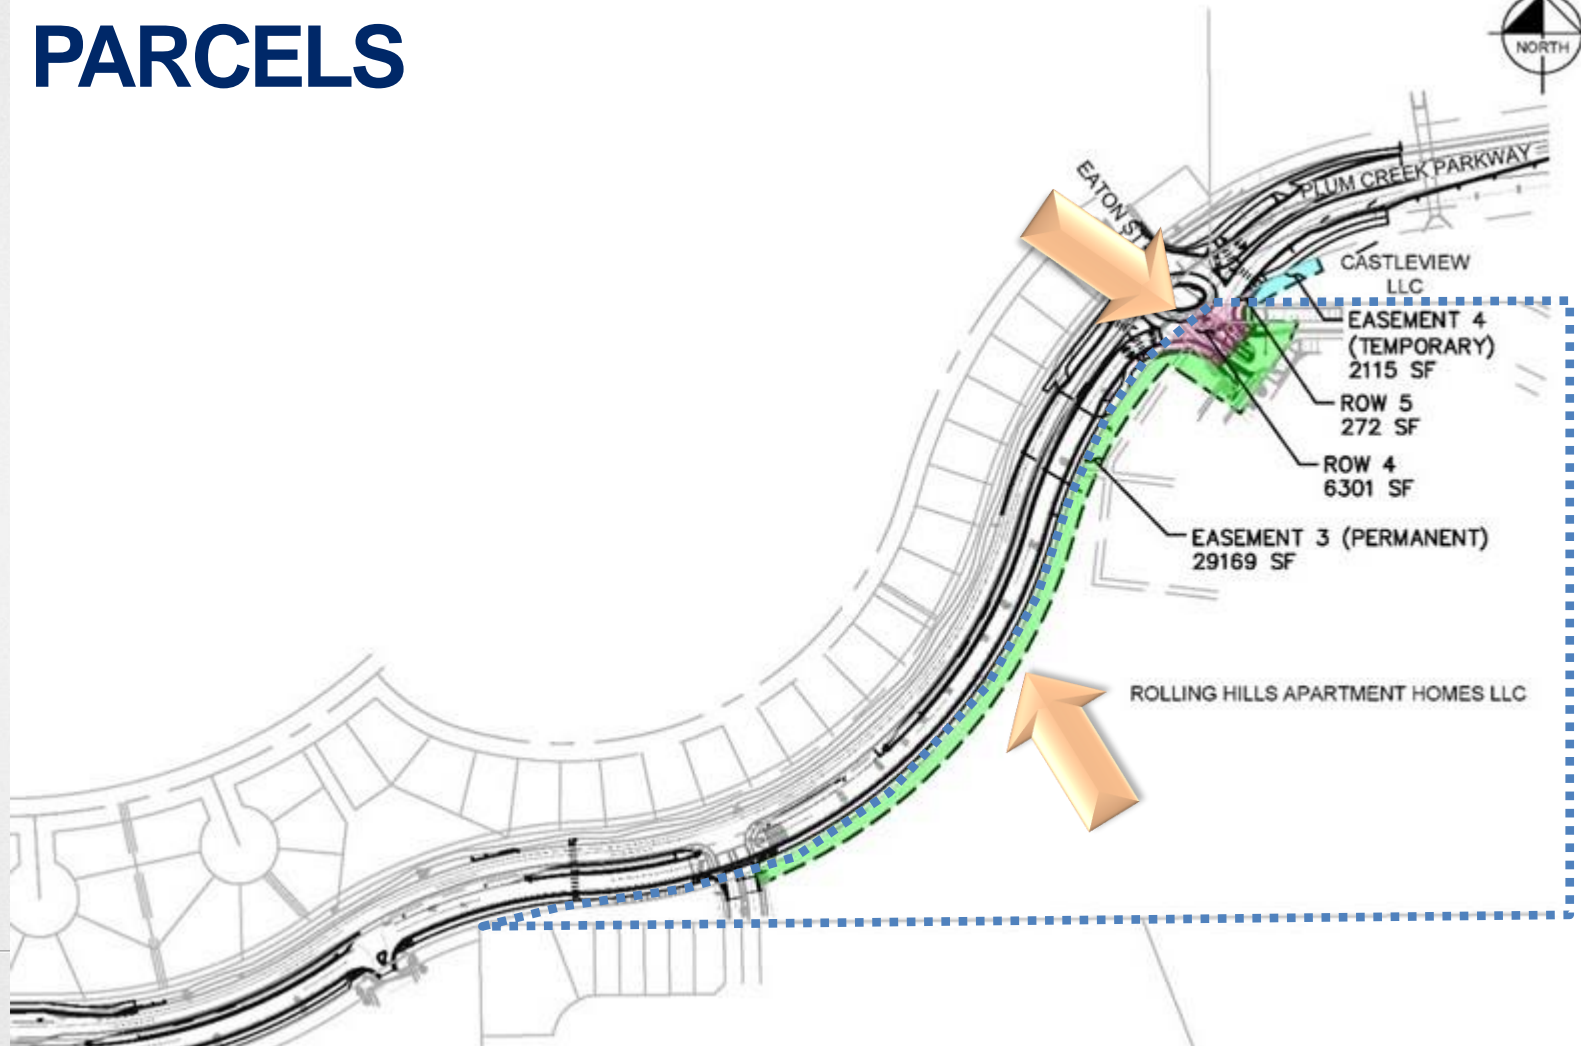 PARCELS
NORTH
EATON ST
PLUM CREEK PARKWAY
CASTLEVIEW
LLC
EASEMENT 4
(TEMPORARY)
2115 SF
ROW 5
272 SF
ROW 4
6301 SF
EASEMENT 3 (PERMANENT)
29169 SF
ROLLING HILLS APARTMENT HOMES LLC